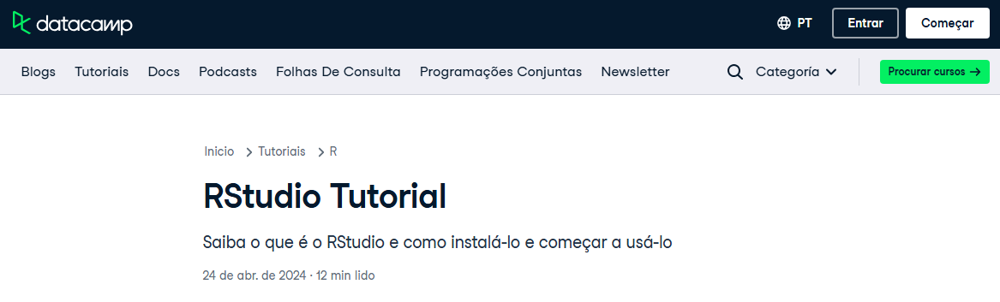 datacamp PT Entrar Começar
Blogs Tutoriais Docs Podcasts Folhas De Consulta Programações Conjuntas Newsletter Categoría Procurar cursos →
Inicio > Tutoriais > R
RStudio Tutorial
Saiba o que é o RStudio e como instalá-lo e começar a usá-lo
24 de abr. de 2024 · 12 min lido